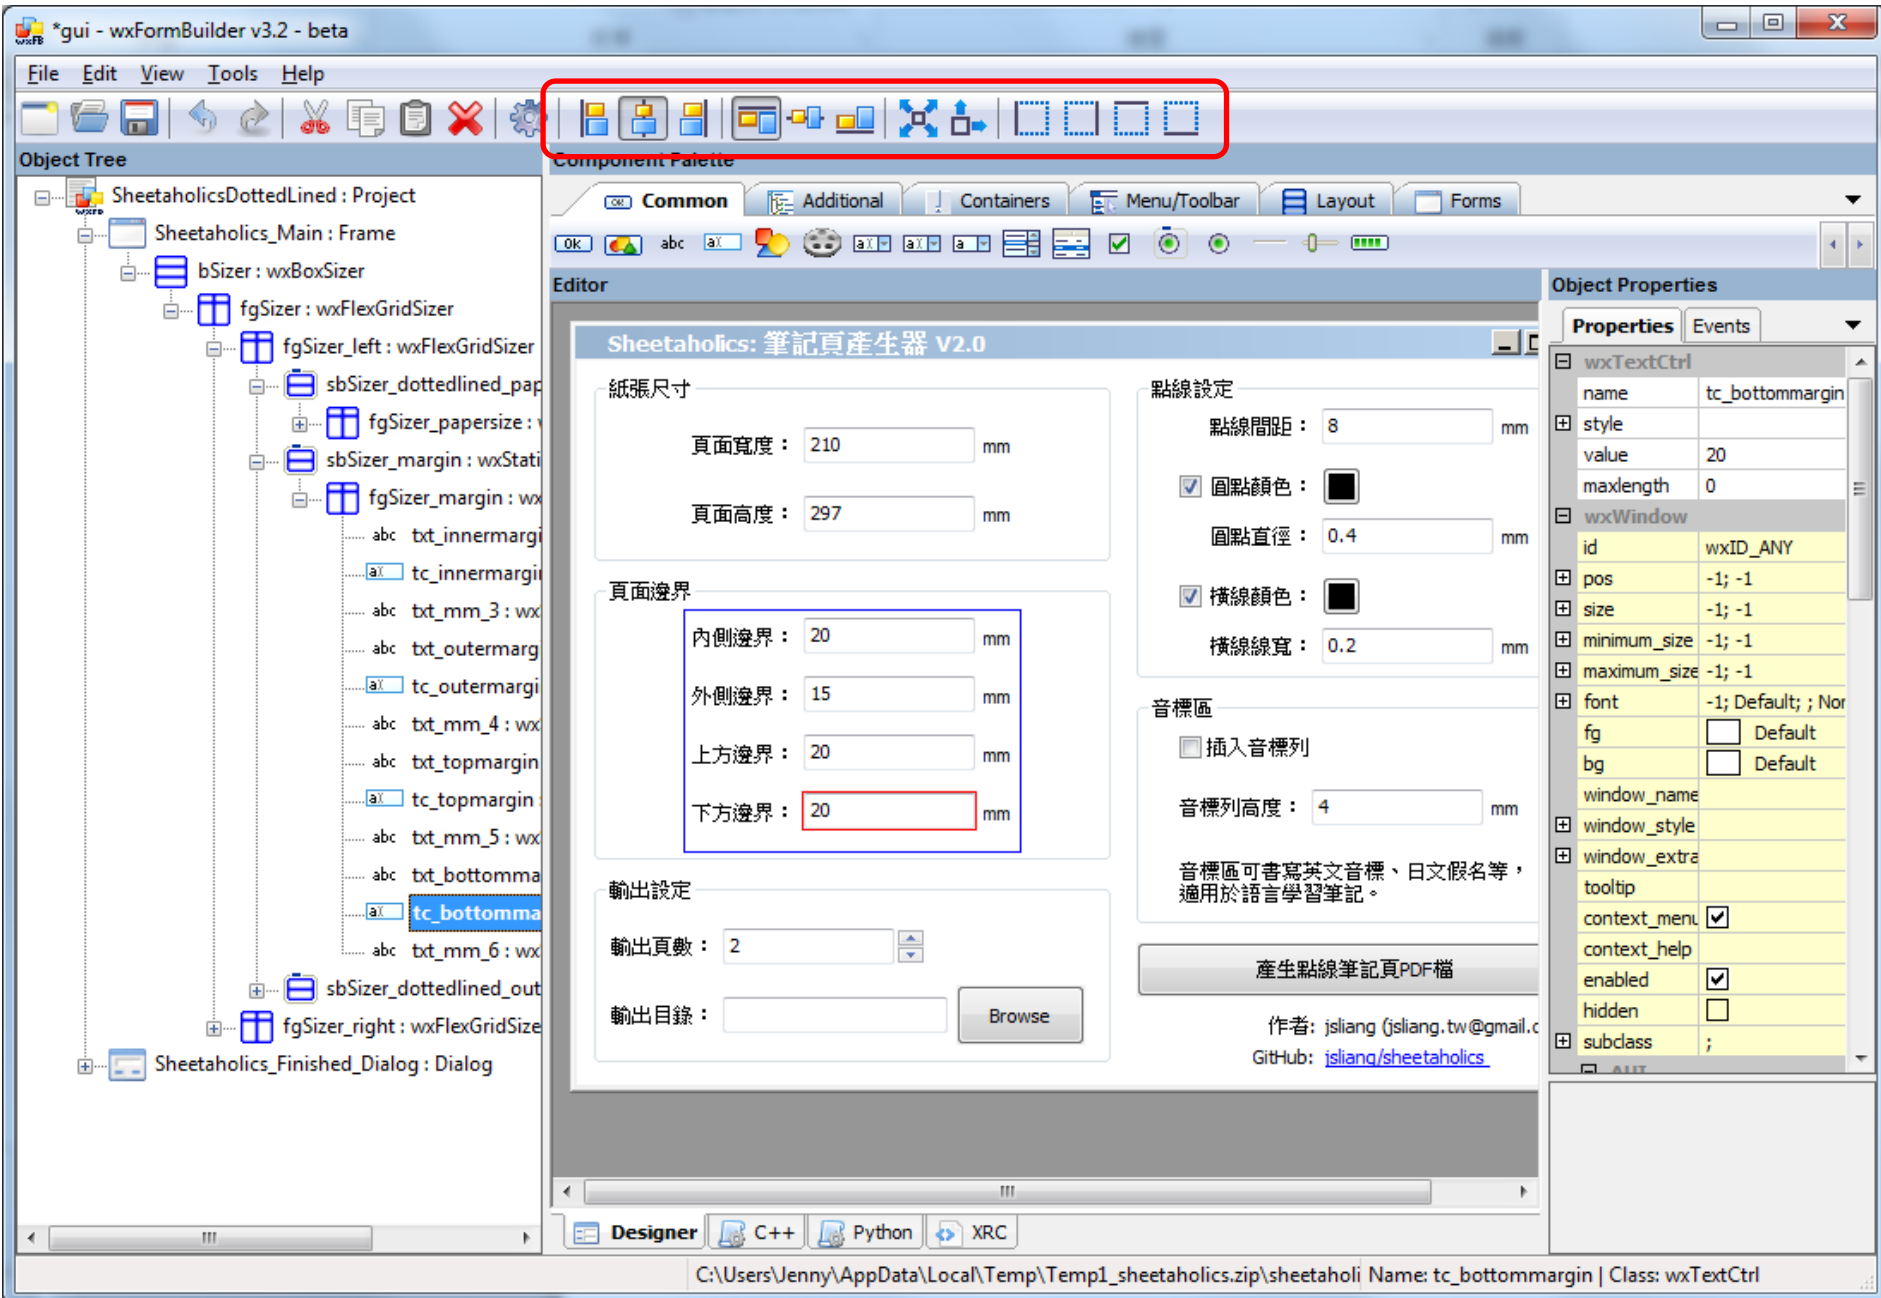 *gui - wxFormBuilder v3.2 - beta
File Edit View Tools Help
Object Tree
SheetaholicsDottedLined : Project
Sheetaholics_Main : Frame
bSizer : wxBoxSizer
fgSizer : wxFlexGridSizer
fgSizer_left : wxFlexGridSizer
sbSizer_dottedlined_pap
fgSizer_papersize :
sbSizer_margin : wxStati
fgSizer_margin : wx
abc txt_innermargi
tc_innermargi
abc txt_mm_3 : wx
abc txt_outermarg
tc_outermargi
abc txt_mm_4 : wx
abc txt_topmargin
tc_topmargin :
abc txt_mm_5 : wx
abc txt_bottomma
tc_bottomma
abc txt_mm_6 : wx
sbSizer_dottedlined_out
fgSizer_right : wxFlexGridSize
Sheetaholics_Finished_Dialog : Dialog
Component Palette
Common Additional Containers Menu/Toolbar Layout Forms
OK abc
Editor
Sheetaholics: 筆記頁產生器 V2.0
紙張尺寸
頁面寬度： 210 mm
頁面高度： 297 mm
頁面邊界
內側邊界： 20 mm
外側邊界： 15 mm
上方邊界： 20 mm
下方邊界： 20 mm
輸出設定
輸出頁數： 2
輸出目錄： Browse
點線設定
點線間距： 8 mm
圓點顏色：
圓點直徑： 0.4 mm
橫線顏色：
橫線線寬： 0.2 mm
音標區
插入音標列
音標列高度： 4 mm
音標區可書寫英文音標、日文假名等，
適用於語言學習筆記。
產生點線筆記頁PDF檔
作者: jsliang (jsliang.tw@gmail.c
GitHub: jsliang/sheetaholics
Designer C++ Python XRC
Object Properties
Properties Events
wxTextCtrl
name tc_bottommargin
style
value 20
maxlength 0
wxWindow
id wxID_ANY
pos -1; -1
size -1; -1
minimum_size -1; -1
maximum_size -1; -1
font -1; Default; ; Nor
fg Default
bg Default
window_name
window_style
window_extra
tooltip
context_menu
context_help
enabled
hidden
subclass ;
AUI
C:\Users\Jenny\AppData\Local\Temp\Temp1_sheetaholics.zip\sheetaholi Name: tc_bottommargin | Class: wxTextCtrl